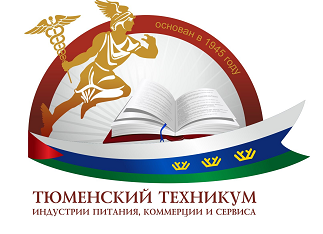 основан в 1945 году
ТЮМЕНСКИЙ ТЕХНИКУМ
ИНДУСТРИИ ПИТАНИЯ, КОММЕРЦИИ И СЕРВИСА